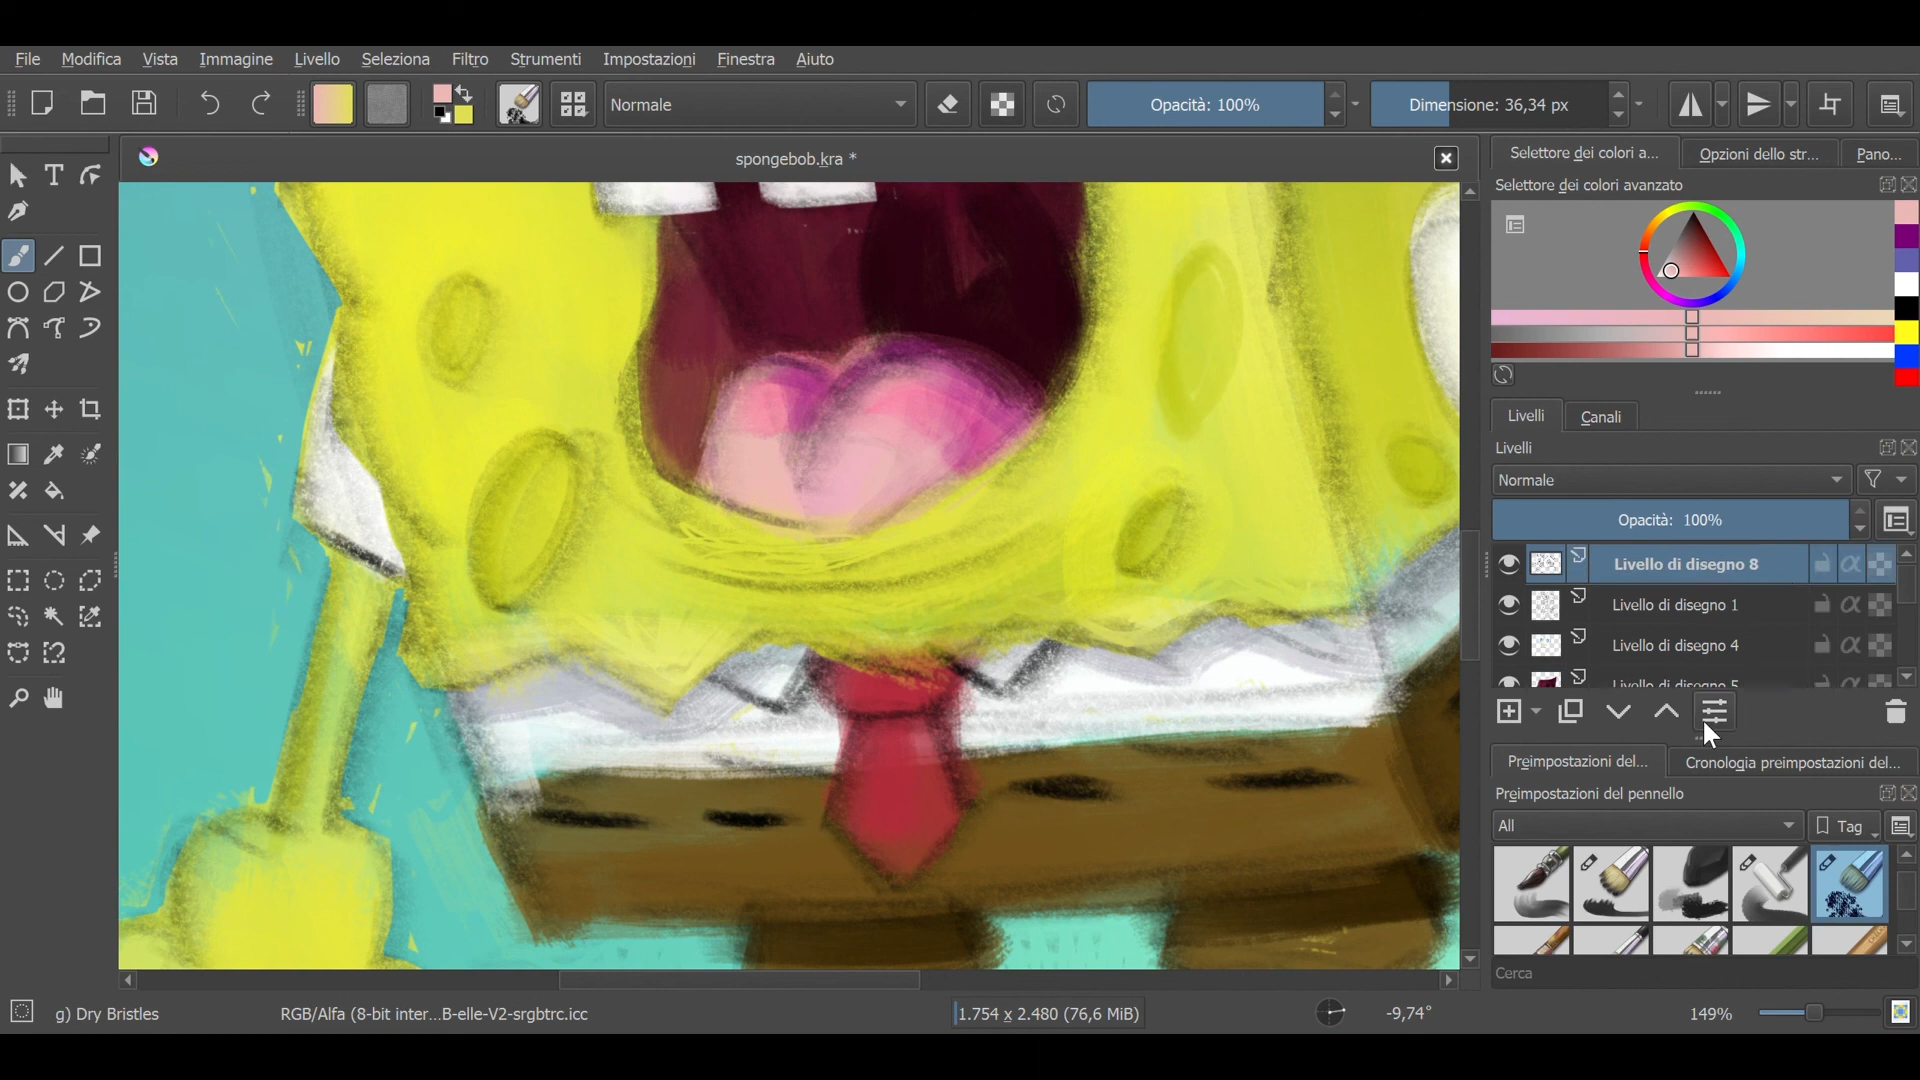 File Modifica Vista Immagine Livello Seleziona Filtro Strumenti Impostazioni Finestra Aiuto
Normale Opacità: 100% Dimensione: 36,34 px
spongebob.kra *
Selettore dei colori a... Opzioni dello str... Pano...
Selettore dei colori avanzato
Livelli Canali
Livelli
Normale
Opacità: 100%
Livello di disegno 8
Livello di disegno 1
Livello di disegno 4
Livello di disegno 5
Preimpostazioni del... Cronologia preimpostazioni del...
Preimpostazioni del pennello
All Tag
Cerca
g) Dry Bristles RGB/Alfa (8-bit inter...B-elle-V2-srgbtrc.icc 1.754 x 2.480 (76,6 MiB) -9,74° 149%